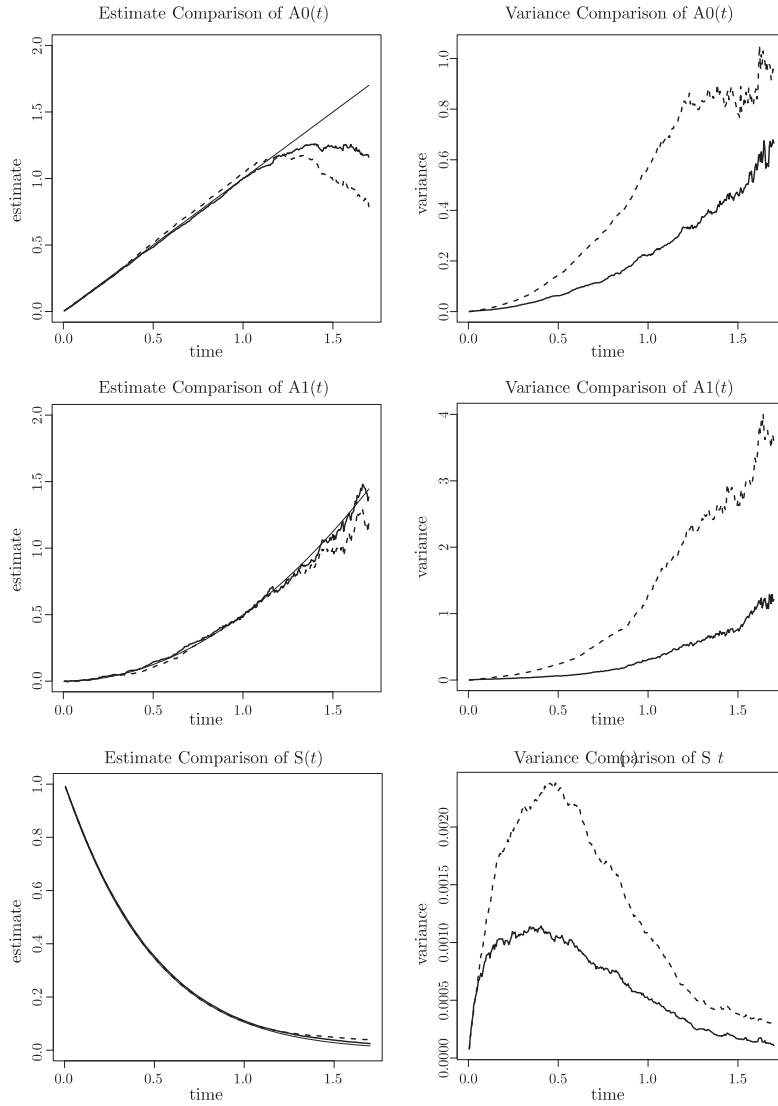 Estimate Comparison of A0(t)
estimate
0.0 0.5 1.0 1.5 2.0
0.0 0.5 1.0 1.5
time
Variance Comparison of A0(t)
variance
0.0 0.2 0.4 0.6 0.8 1.0
0.0 0.5 1.0 1.5
time
Estimate Comparison of A1(t)
estimate
0.0 0.5 1.0 1.5 2.0
0.0 0.5 1.0 1.5
time
Variance Comparison of A1(t)
variance
0 1 2 3 4
0.0 0.5 1.0 1.5
time
Estimate Comparison of S(t)
estimate
0.0 0.2 0.4 0.6 0.8 1.0
0.0 0.5 1.0 1.5
time
Variance Comparison of S t
variance
0.0000 0.0005 0.0010 0.0015 0.0020
0.0 0.5 1.0 1.5
time